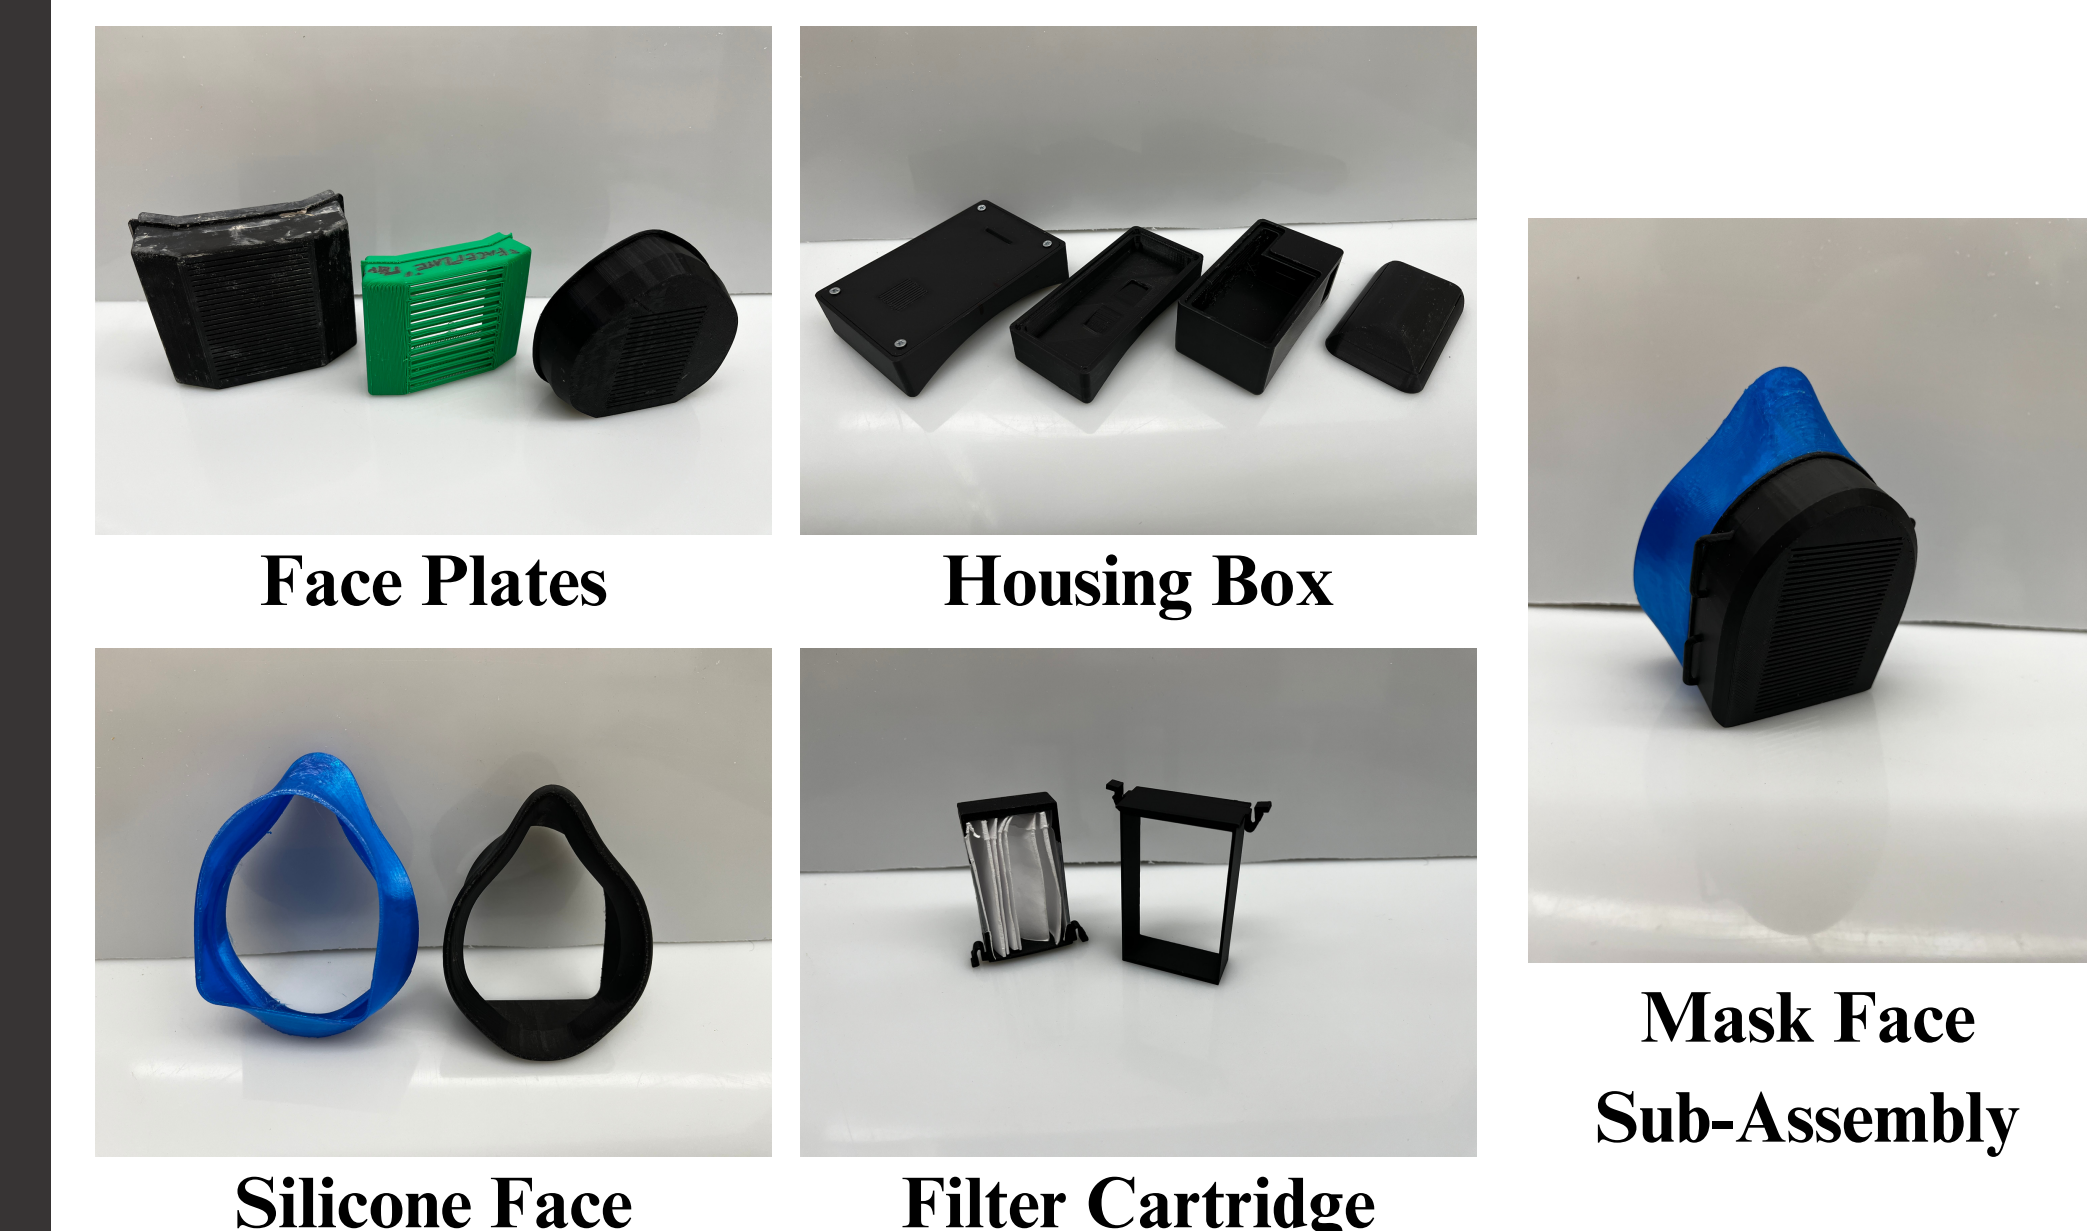 Face Plates
Housing Box
Silicone Face
Filter Cartridge
Mask Face
Sub-Assembly